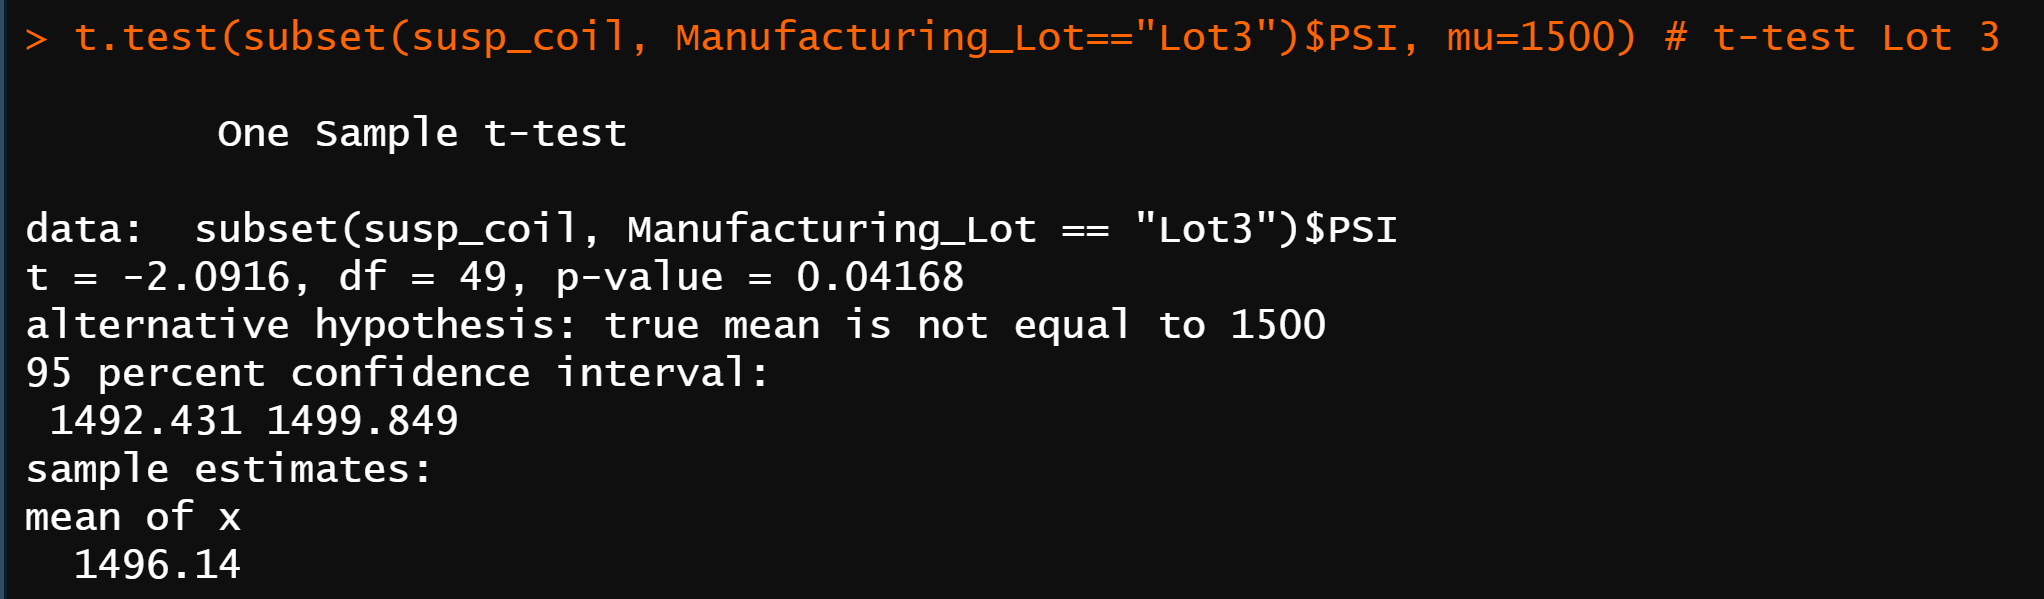 > t.test(subset(susp_coil, Manufacturing_Lot=="Lot3")$PSI, mu=1500) # t-test Lot 3
One Sample t-test
data:  subset(susp_coil, Manufacturing_Lot == "Lot3")$PSI
t = -2.0916, df = 49, p-value = 0.04168
alternative hypothesis: true mean is not equal to 1500
95 percent confidence interval:
1492.431 1499.849
sample estimates:
mean of x
1496.14